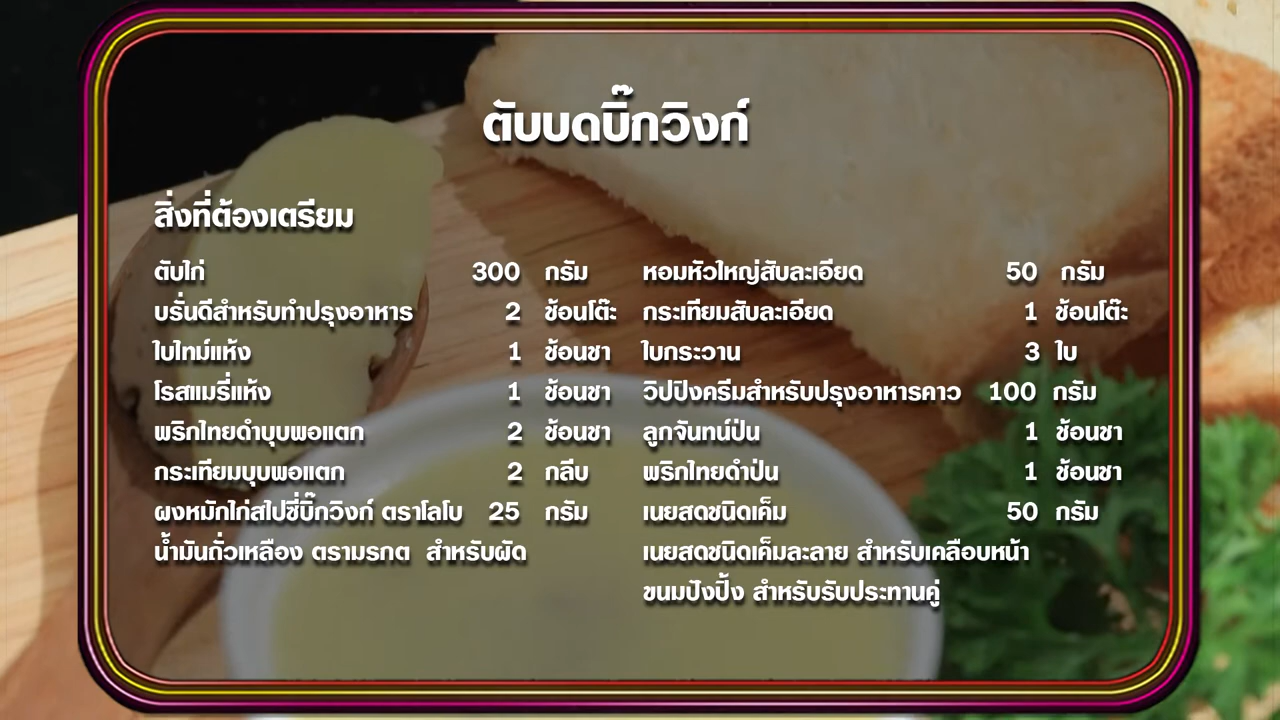 ตับบดบิ๊กวิงก์
สิ่งที่ต้องเตรียม
ตับไก่ 300 กรัม
บรั่นดีสำหรับทำปรุงอาหาร 2 ช้อนโต๊ะ
ใบไทม์แห้ง 1 ช้อนชา
โรสแมรี่แห้ง 1 ช้อนชา
พริกไทยดำบุบพอแตก 2 ช้อนชา
กระเทียมบุบพอแตก 2 กลีบ
ผงหมักไก่สไปซี่บิ๊กวิงก์ ตราโลโบ 25 กรัม
น้ำมันถั่วเหลือง ตรามรกต สำหรับผัด
หอมหัวใหญ่สับละเอียด 50 กรัม
กระเทียมสับละเอียด 1 ช้อนโต๊ะ
ใบกระวาน 3 ใบ
วิปปิงครีมสำหรับปรุงอาหารคาว 100 กรัม
ลูกจันทน์ป่น 1 ช้อนชา
พริกไทยดำป่น 1 ช้อนชา
เนยสดชนิดเค็ม 50 กรัม
เนยสดชนิดเค็มละลาย สำหรับเคลือบหน้า
ขนมปังปิ้ง สำหรับรับประทานคู่